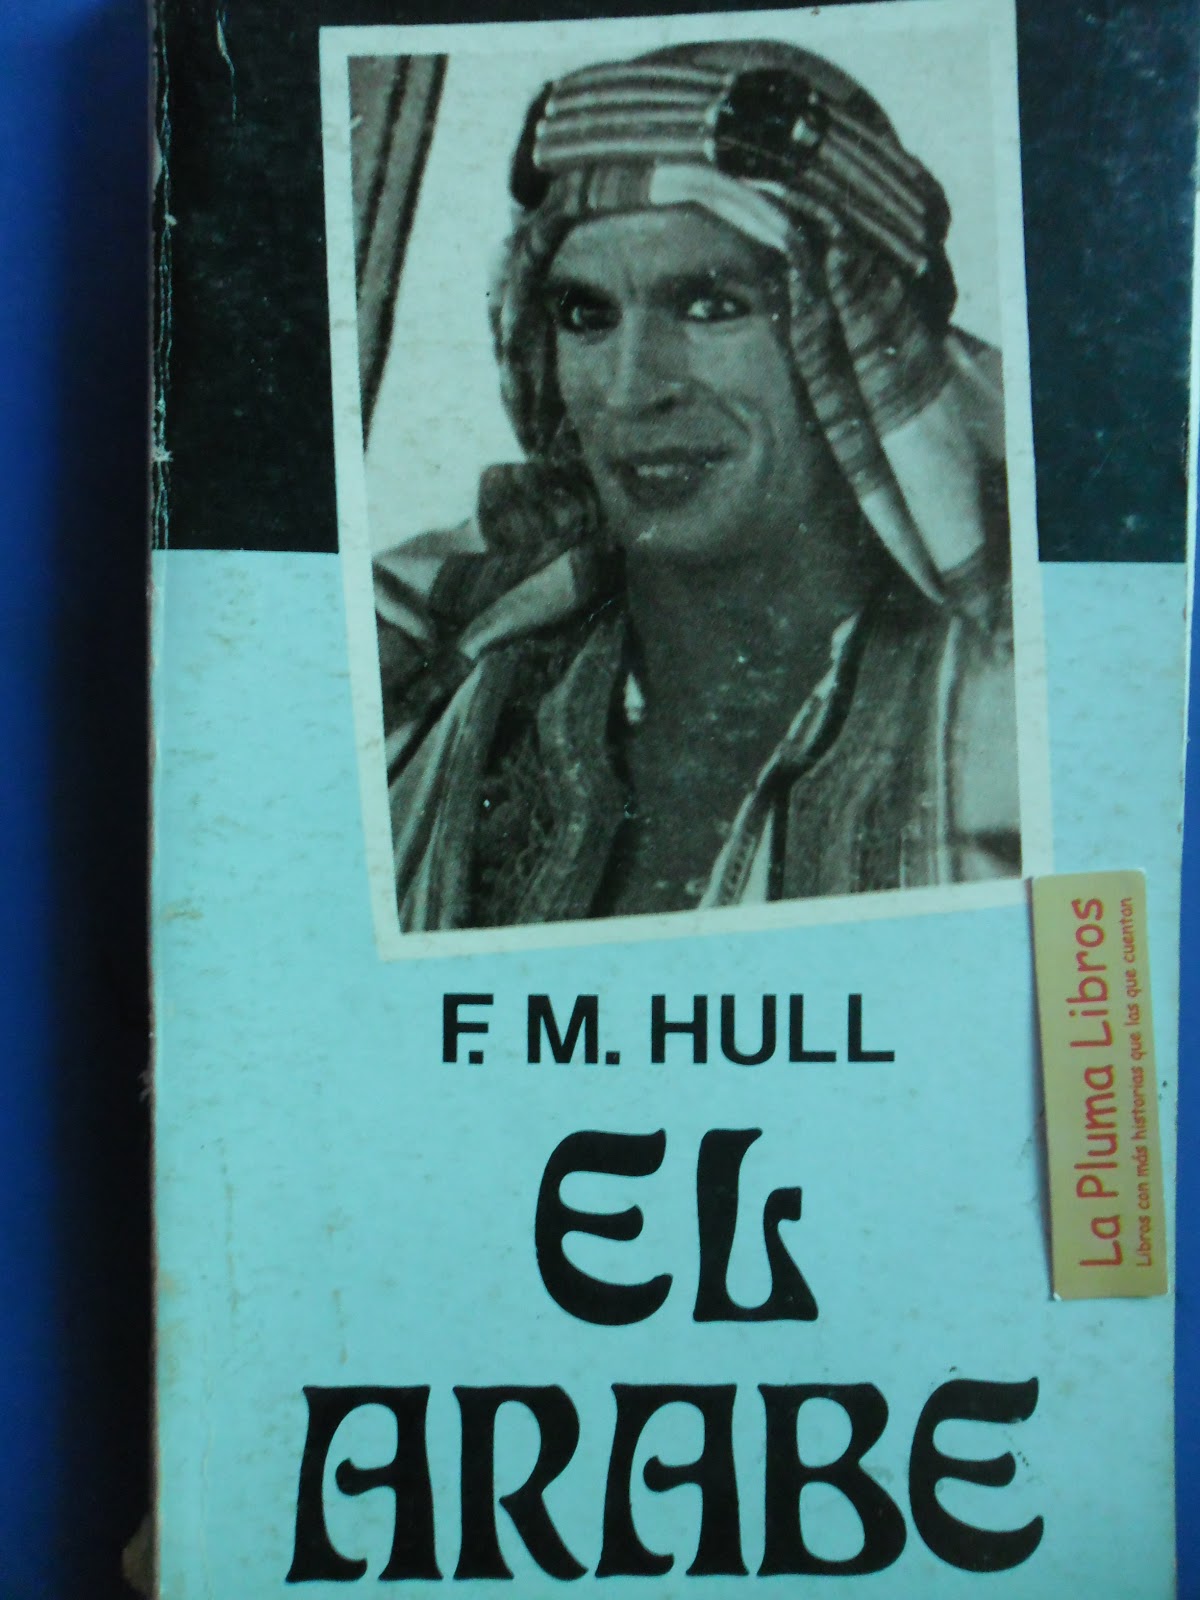 F. M. HULL
EL
ARABE
La Pluma Libros
Libros con más historias que las que cuentan